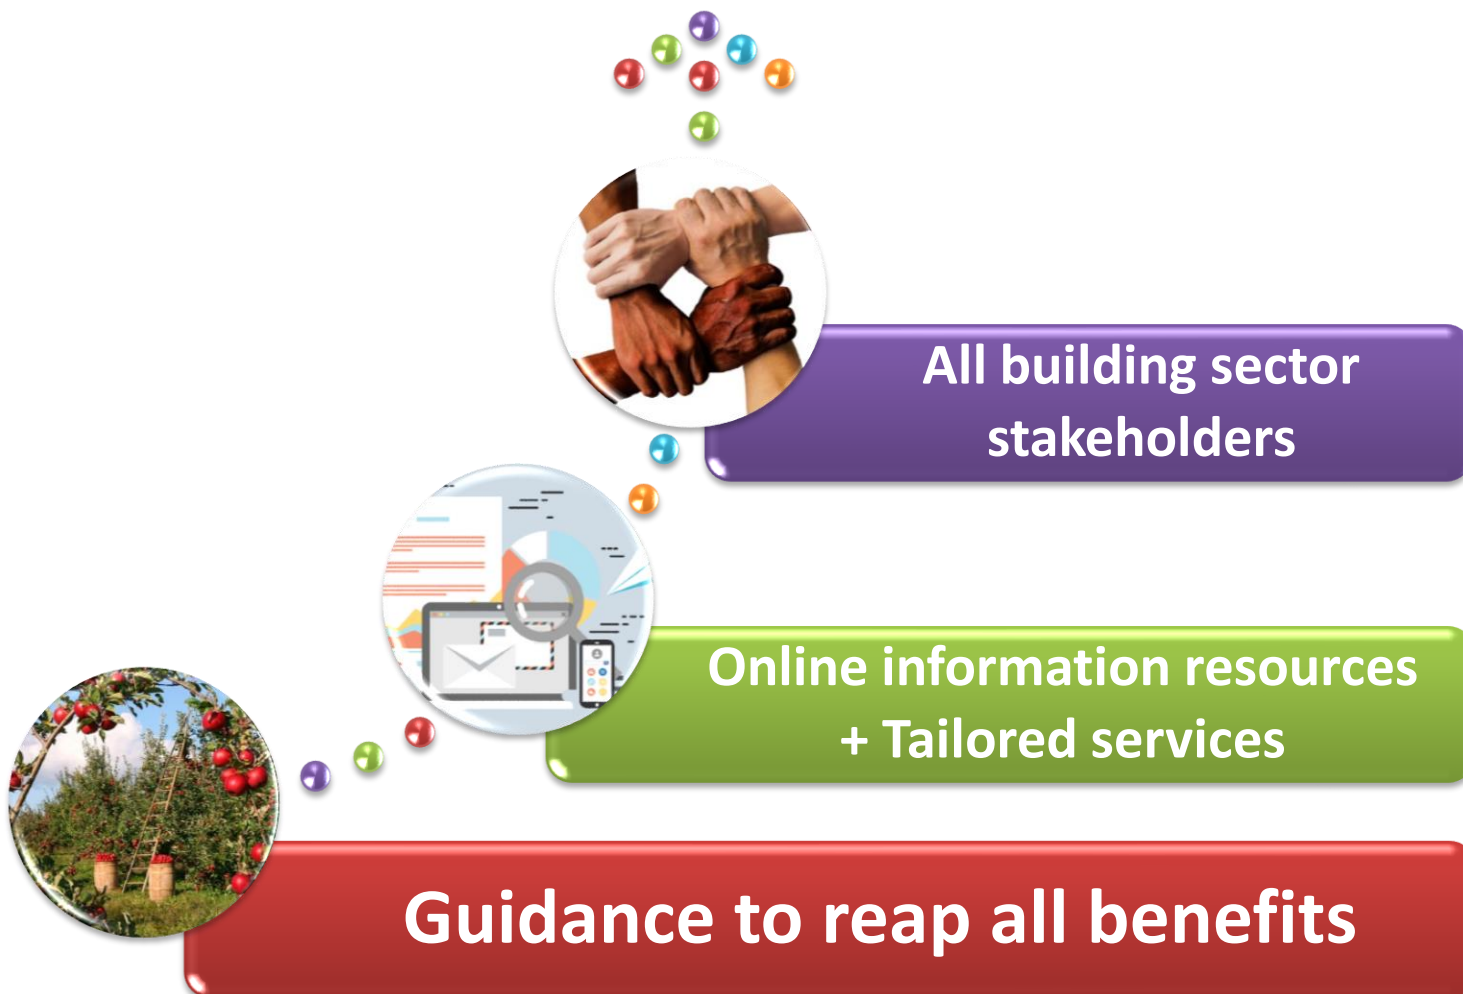 All building sector
stakeholders
Online information resources
+ Tailored services
Guidance to reap all benefits